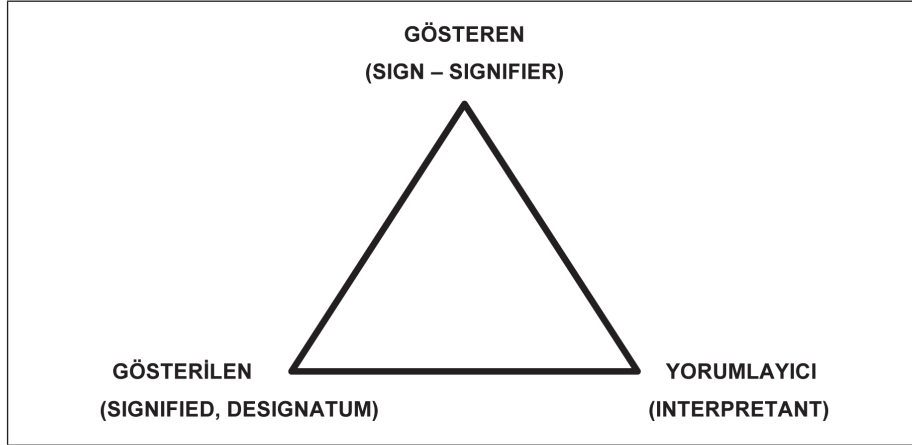 GÖSTEREN
(SIGN – SIGNIFIER)
GÖSTERİLEN
(SIGNIFIED, DESIGNATUM)
YORUMLAYICI
(INTERPRETANT)